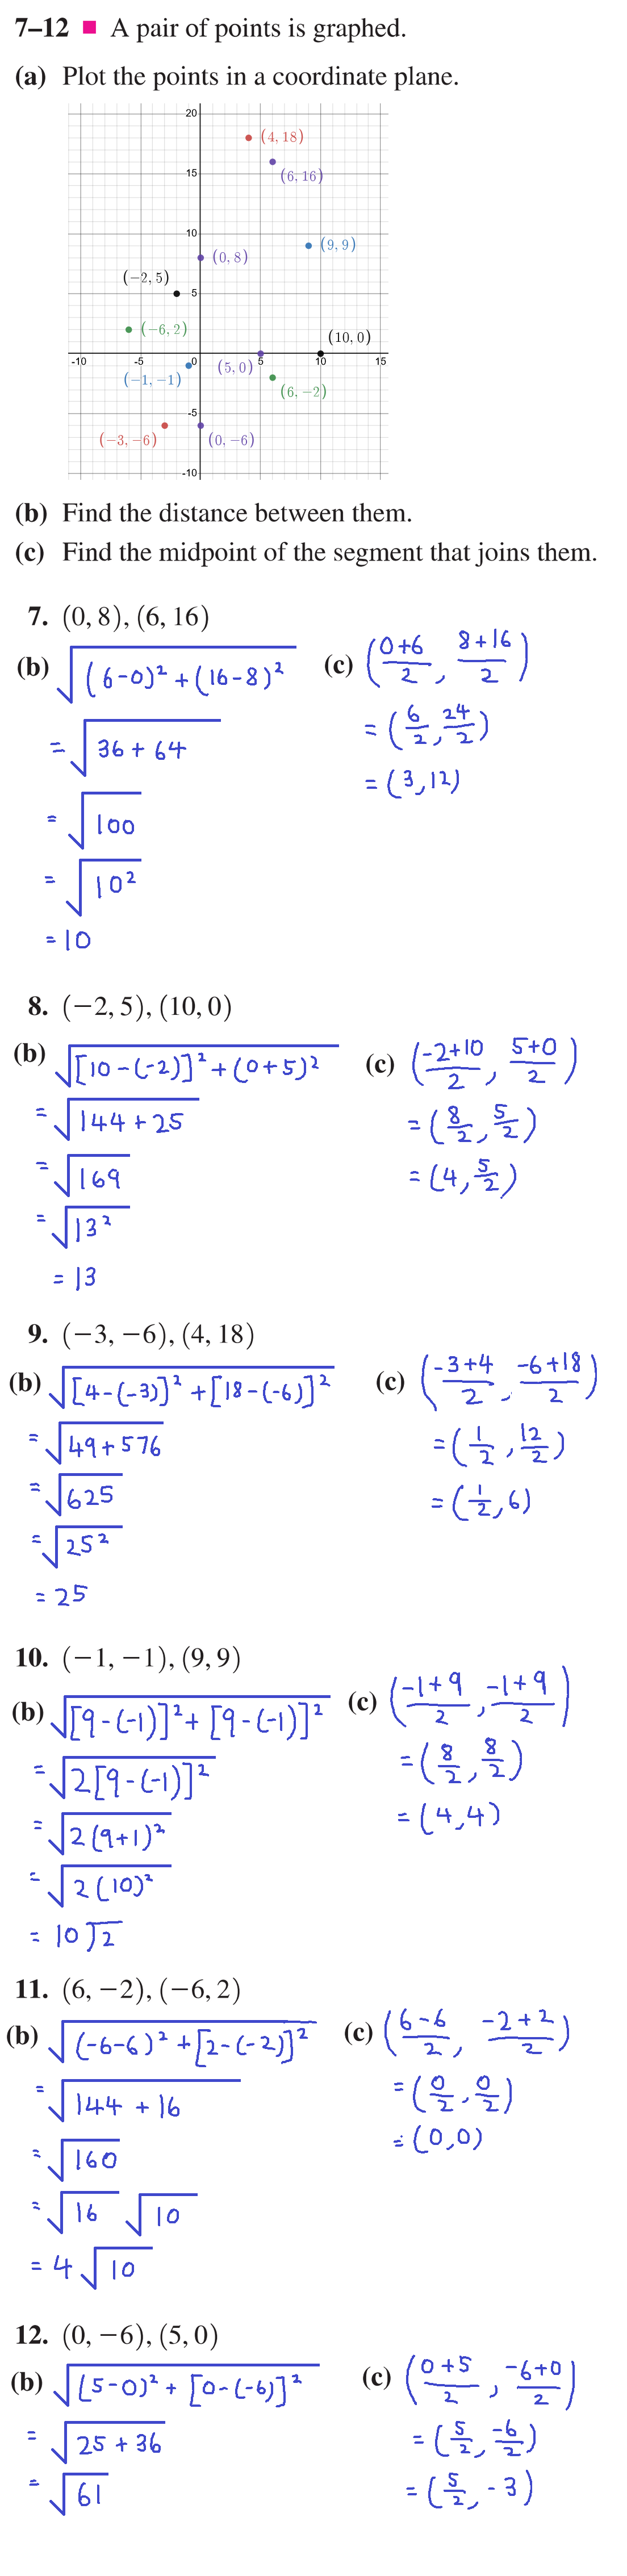 7–12 ■ A pair of points is graphed.
(a) Plot the points in a coordinate plane.
20
(4, 18)
15
(6, 16)
10
(9, 9)
(0, 8)
(−2, 5)
5
(−6, 2)
(10, 0)
-10 -5 0 5 10 15
(−1, −1)
(5, 0)
(6, −2)
-5
(−3, −6)
(0, −6)
-10
(b) Find the distance between them.
(c) Find the midpoint of the segment that joins them.
7. (0, 8), (6, 16)
(b) √((6-0)² + (16-8)²)
= √(36 + 64)
= √100
= √10²
= 10
(c) ((0+6)/2, (8+16)/2)
= (6/2, 24/2)
= (3,12)
8. (−2, 5), (10, 0)
(b) √([10-(-2)]² + (0+5)²)
= √(144 + 25)
= √169
= √13²
= 13
(c) ((-2+10)/2, (5+0)/2)
= (8/2, 5/2)
= (4, 5/2)
9. (−3, −6), (4, 18)
(b) √([4-(-3)]² + [18-(-6)]²)
= √(49+576)
= √625
= √25²
= 25
(c) ((-3+4)/2, (-6+18)/2)
= (1/2, 12/2)
= (1/2, 6)
10. (−1, −1), (9, 9)
(b) √([9-(-1)]² + [9-(-1)]²)
= √(2[9-(-1)]²)
= √(2(9+1)²)
= √(2(10)²)
= 10√2
(c) ((-1+9)/2, (-1+9)/2)
= (8/2, 8/2)
= (4,4)
11. (6, −2), (−6, 2)
(b) √((-6-6)² + [2-(-2)]²)
= √(144 + 16)
= √160
= √16 √10
= 4√10
(c) ((6-6)/2, (-2+2)/2)
= (0/2, 0/2)
= (0,0)
12. (0, −6), (5, 0)
(b) √((5-0)² + [0-(-6)]²)
= √(25 + 36)
= √61
(c) ((0+5)/2, (-6+0)/2)
= (5/2, -6/2)
= (5/2, -3)